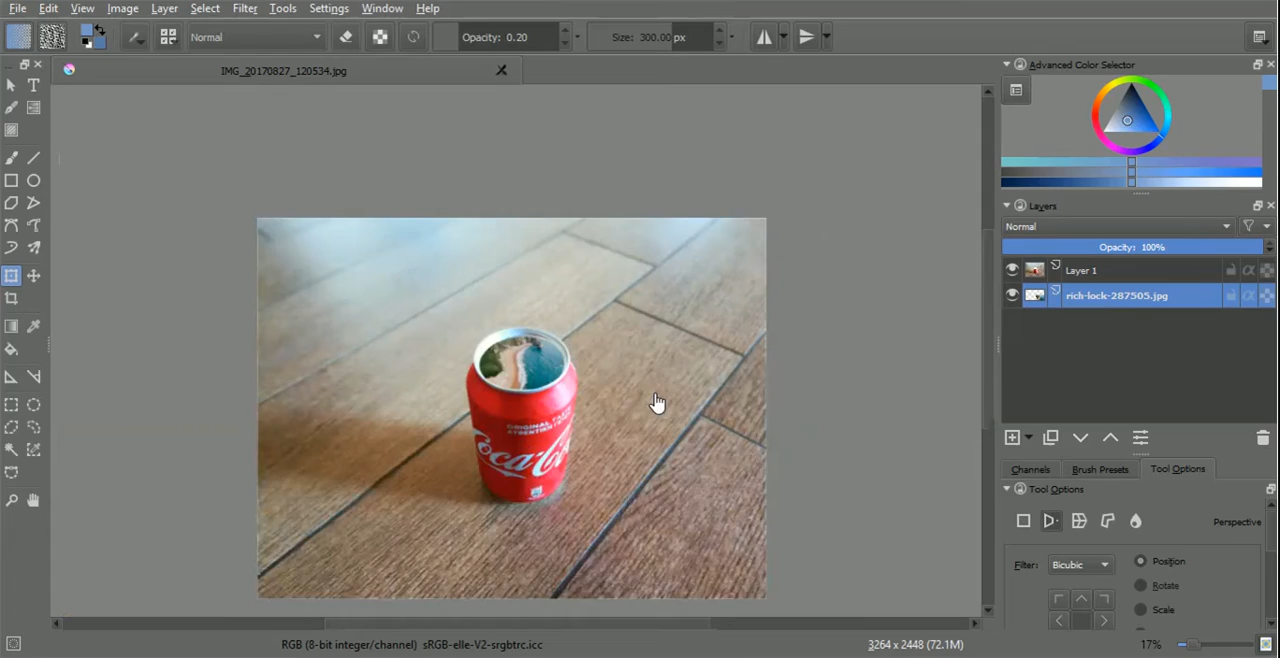 File Edit View Image Layer Select Filter Tools Settings Window Help
Normal Opacity: 0.20 Size: 300.00 px
IMG_20170827_120534.jpg
Advanced Color Selector
Layers
Normal
Opacity: 100%
Layer 1
rich-lock-287505.jpg
Channels Brush Presets Tool Options
Tool Options
Perspective
Filter: Bicubic Position
Rotate
Scale
ORIGINAL TASTE
Coca-Co
RGB (8-bit integer/channel) sRGB-elle-V2-srgbtrc.icc 3264 x 2448 (72.1M) 17%